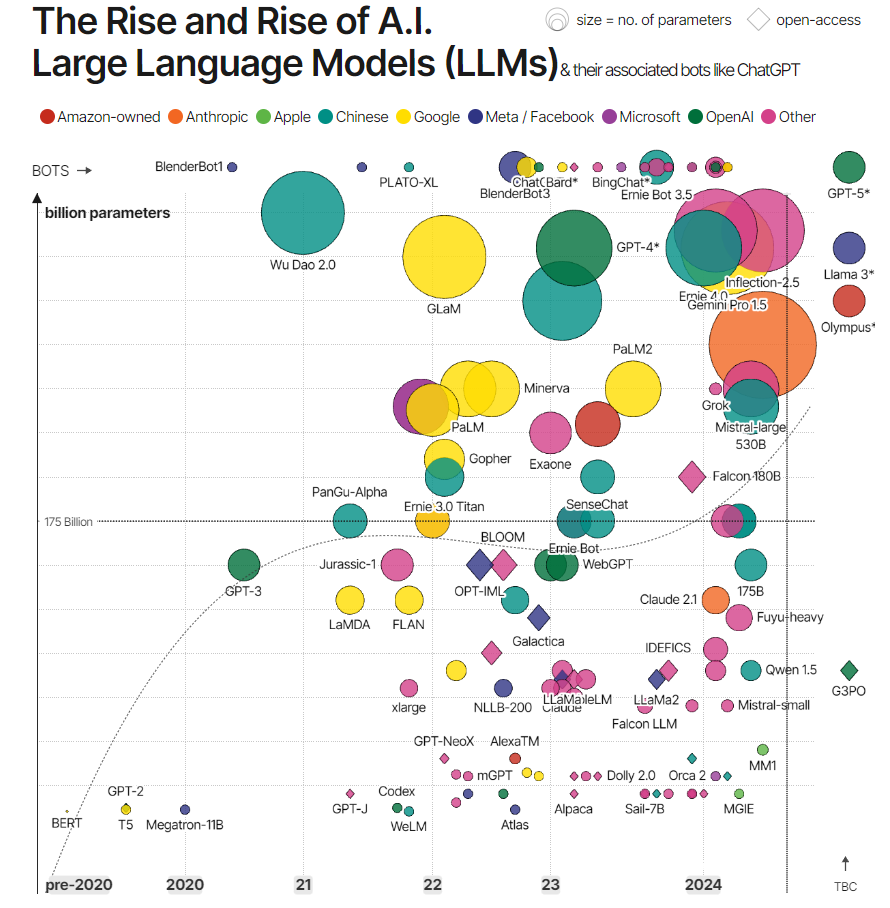 The Rise and Rise of A.I.
size = no. of parameters
open-access
Large Language Models (LLMs) & their associated bots like ChatGPT
Amazon-owned
Anthropic
Apple
Chinese
Google
Meta / Facebook
Microsoft
OpenAI
Other
BOTS →
BlenderBot1
PLATO-XL
BlenderBot3
Bard*
BingChat*
Ernie Bot 3.5
GPT-5*
billion parameters
Wu Dao 2.0
GLaM
GPT-4*
Llama 3*
Inflection-2.5
Ernie 4.0
Gemini Pro 1.5
Olympus*
PaLM2
Minerva
PaLM
Grok
Mistral-large
530B
Exaone
Gopher
Ernie 3.0 Titan
SenseChat
Falcon 180B
PanGu-Alpha
175 Billion
BLOOM
Ernie Bot
GPT-3
Jurassic-1
OPT-IML
WebGPT
175B
LaMDA
FLAN
Claude 2.1
Fuyu-heavy
Galactica
IDEFICS
Qwen 1.5
G3PO
xlarge
NLLB-200
Claude
LLaMa2
Mistral-small
Falcon LLM
GPT-NeoX
AlexaTM
MM1
mGPT
Dolly 2.0
Orca 2
GPT-2
BERT
T5
Megatron-11B
GPT-J
Codex
WeLM
Atlas
Alpaca
Sail-7B
MGIE
pre-2020
2020
21
22
23
2024
TBC